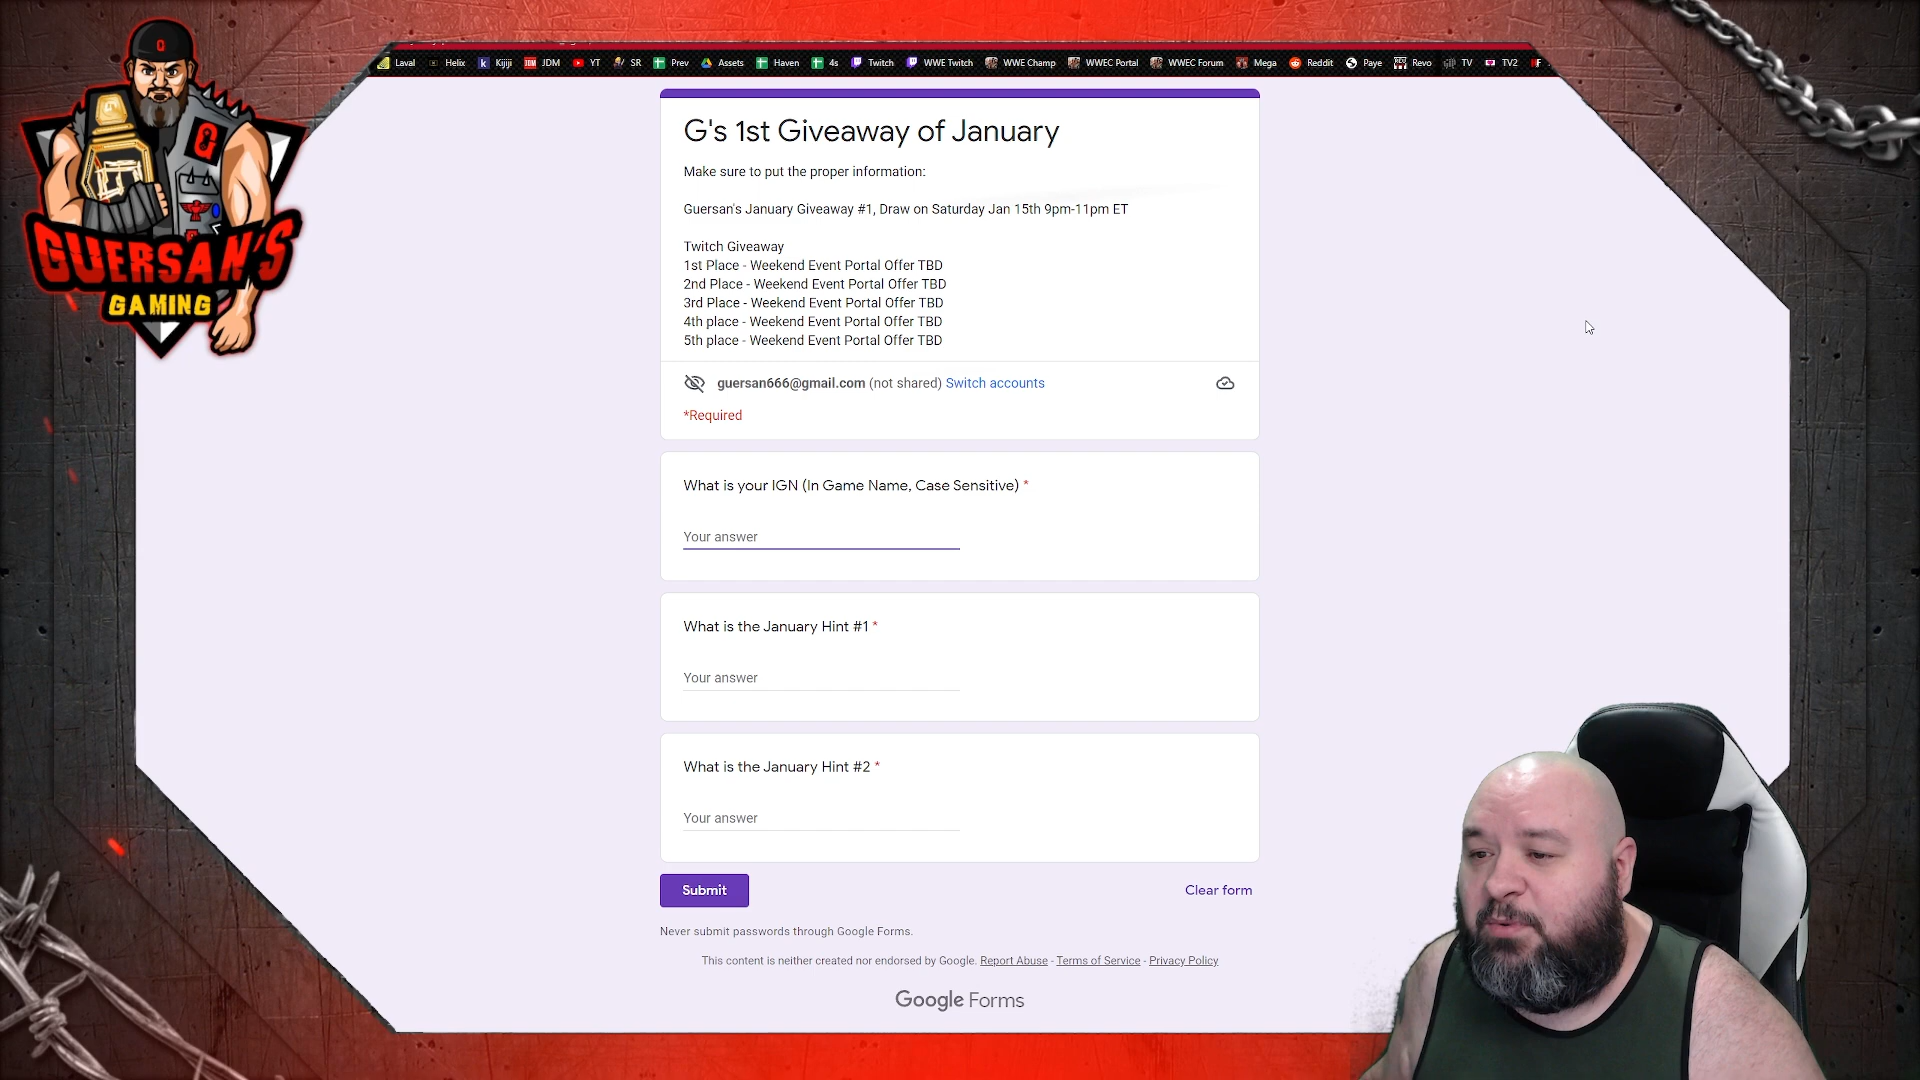 Laval Helix Kijiji JDM YT SR Prev Assets Haven 4s Twitch WWE Twitch WWE Champ WWEC Portal WWEC Forum Mega Reddit Paye Revo TV TV2
GUERSAN'S
GAMING
G's 1st Giveaway of January
Make sure to put the proper information:
Guersan's January Giveaway #1, Draw on Saturday Jan 15th 9pm-11pm ET
Twitch Giveaway
1st Place - Weekend Event Portal Offer TBD
2nd Place - Weekend Event Portal Offer TBD
3rd Place - Weekend Event Portal Offer TBD
4th place - Weekend Event Portal Offer TBD
5th place - Weekend Event Portal Offer TBD
guersan666@gmail.com (not shared) Switch accounts
*Required
What is your IGN (In Game Name, Case Sensitive) *
Your answer
What is the January Hint #1 *
Your answer
What is the January Hint #2 *
Your answer
Submit
Clear form
Never submit passwords through Google Forms.
This content is neither created nor endorsed by Google. Report Abuse - Terms of Service - Privacy Policy
Google Forms